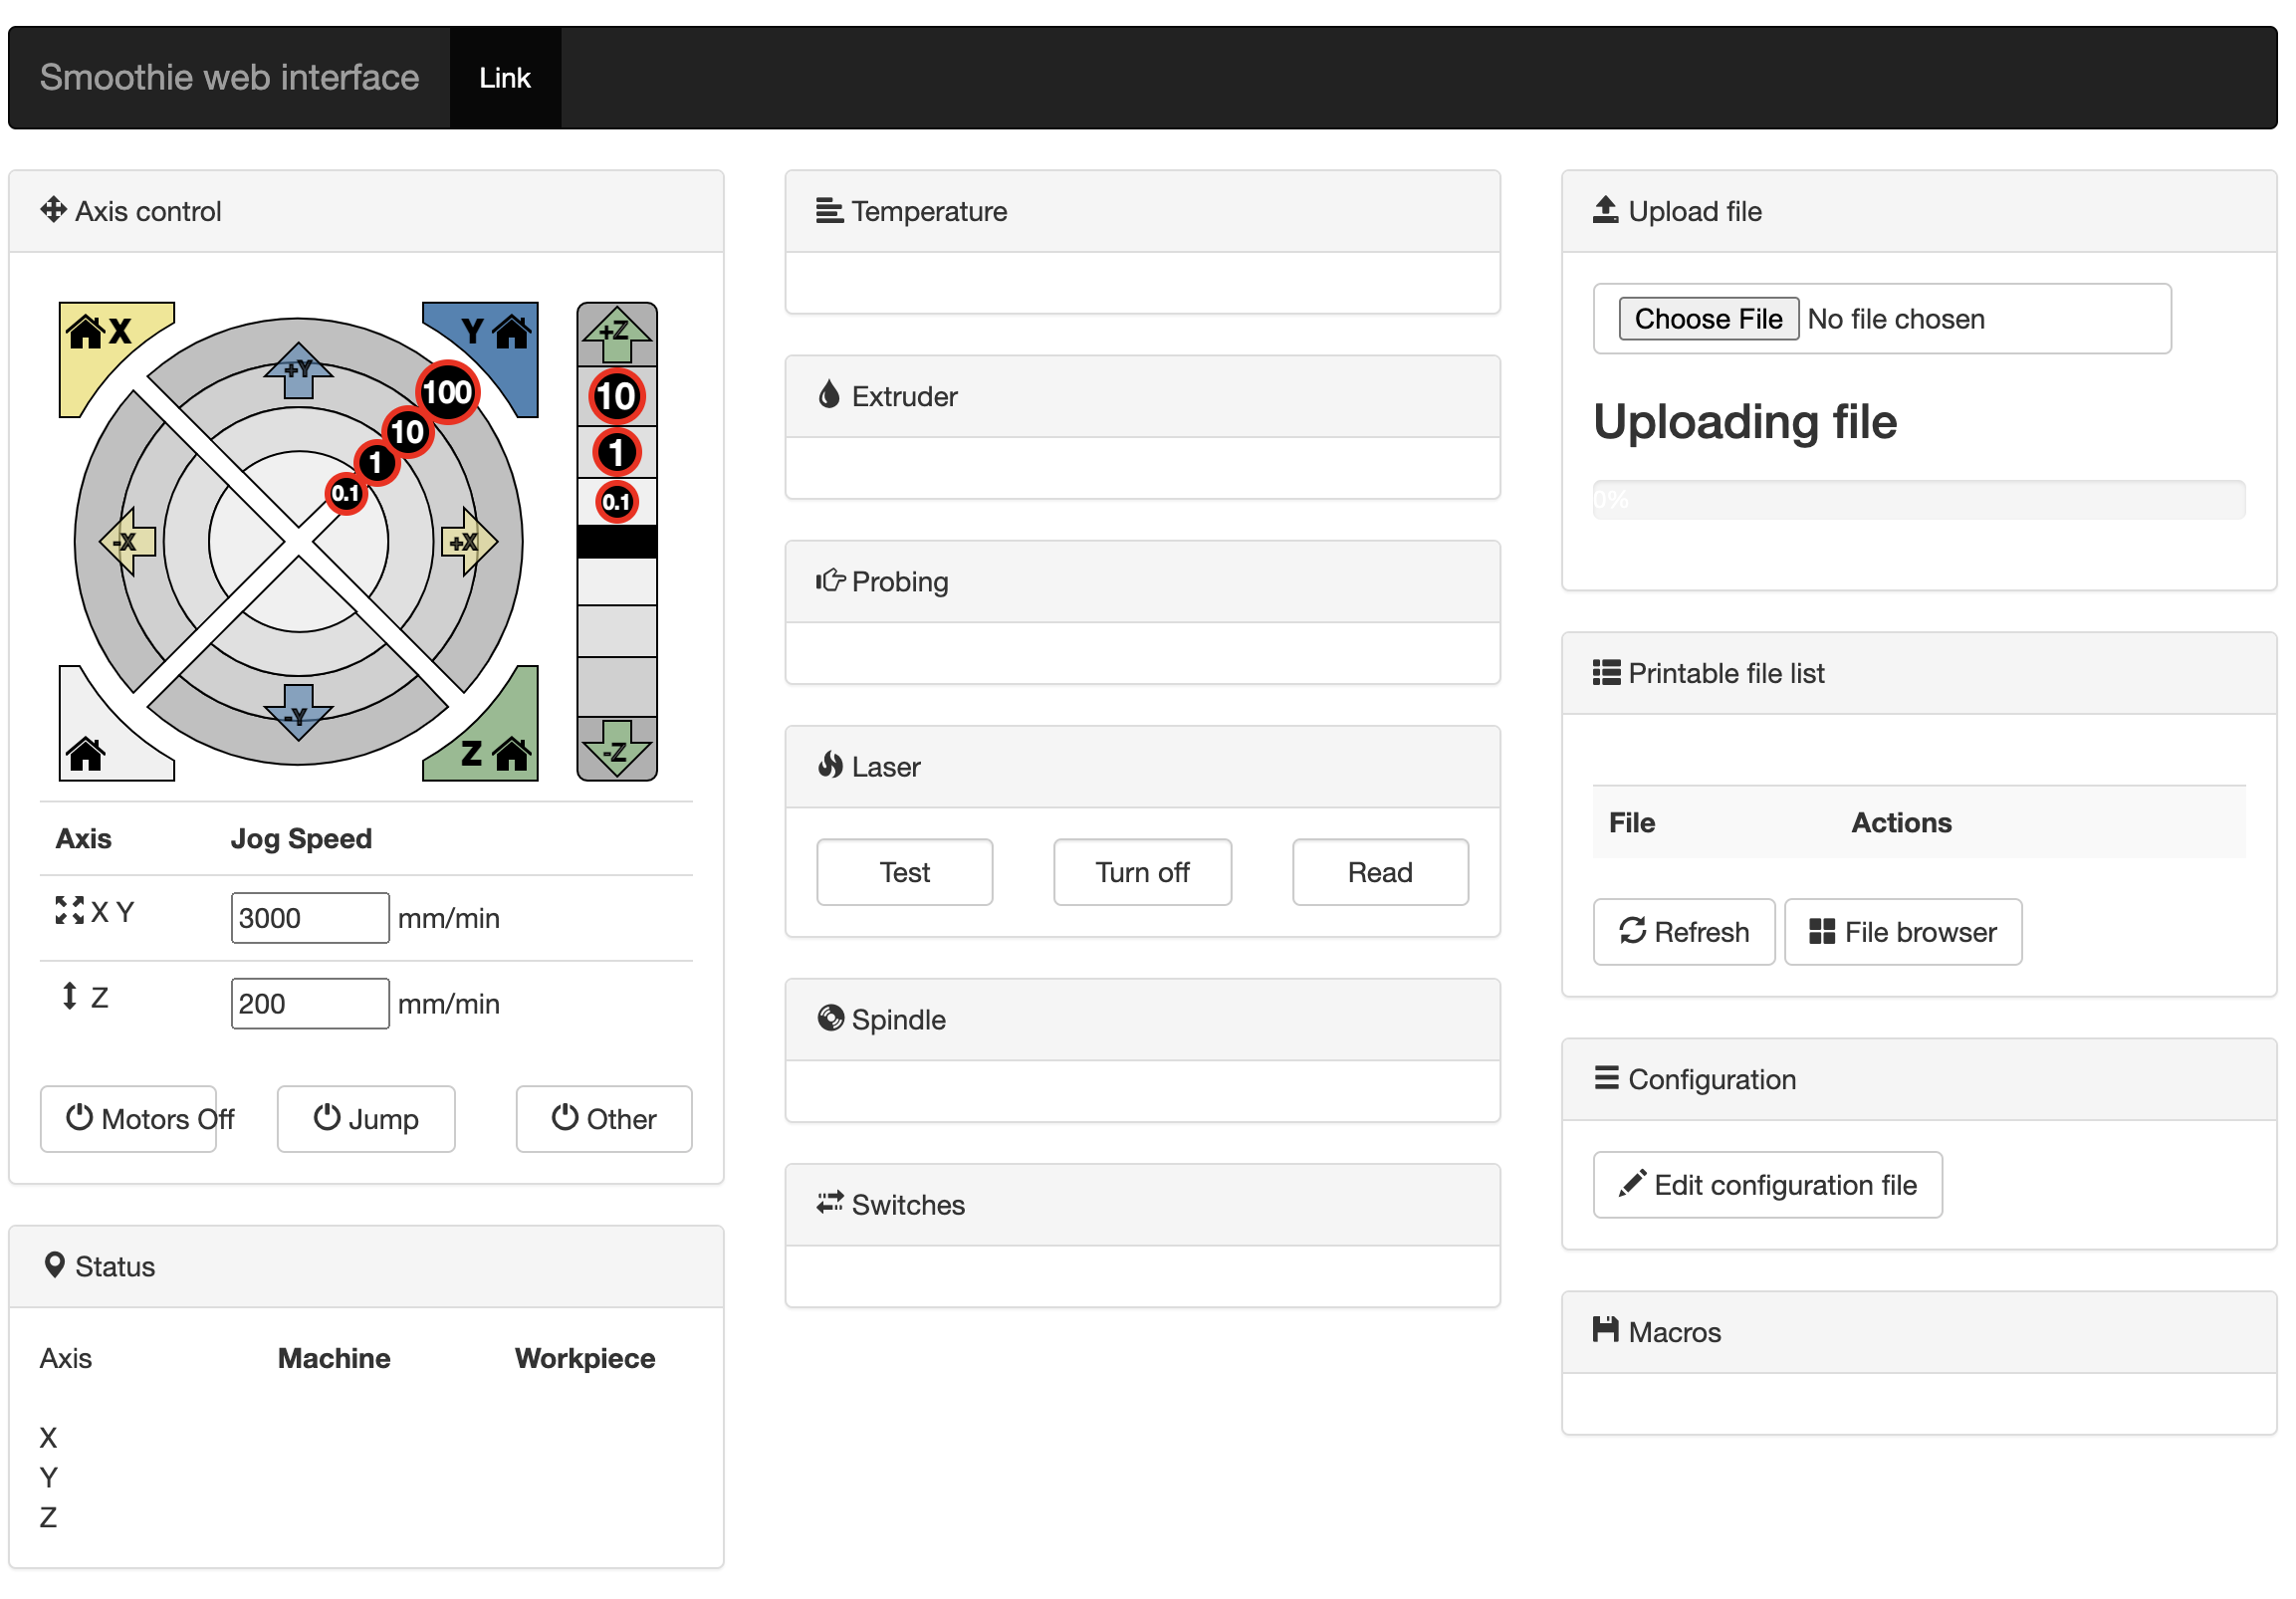 Smoothie web interface Link
Axis control
X
Y
+Y
100
10
1
0.1
-X
+X
-Y
Z
+Z
10
1
0.1
-Z
Axis Jog Speed
X Y 3000 mm/min
Z 200 mm/min
Motors Off Jump Other
Status
Axis Machine Workpiece
X
Y
Z
Temperature
Extruder
Probing
Laser
Test Turn off Read
Spindle
Switches
Upload file
Choose File No file chosen
Uploading file
0%
Printable file list
File Actions
Refresh File browser
Configuration
Edit configuration file
Macros